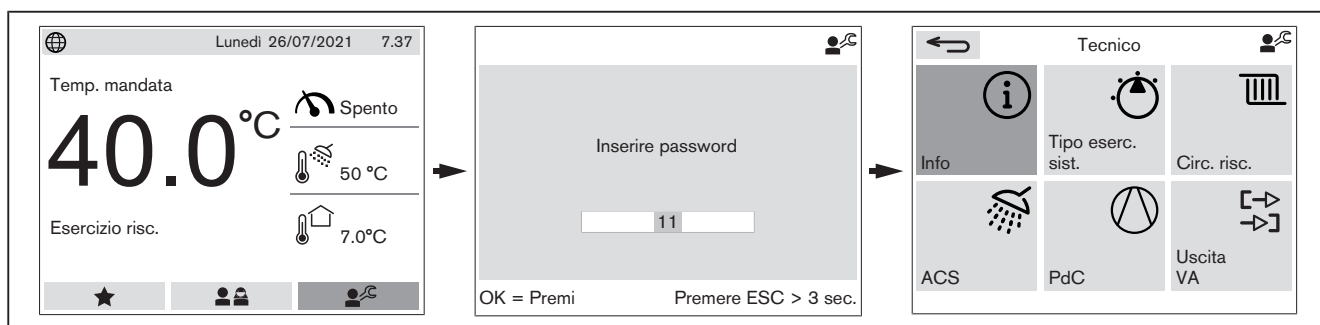 Lunedì 26/07/2021 7.37
Temp. mandata
40.0°C
Spento
50 °C
Esercizio risc.
7.0°C
Inserire password
11
OK = Premi Premere ESC > 3 sec.
Tecnico
Info
Tipo eserc.
sist.
Circ. risc.
ACS
PdC
Uscita
VA